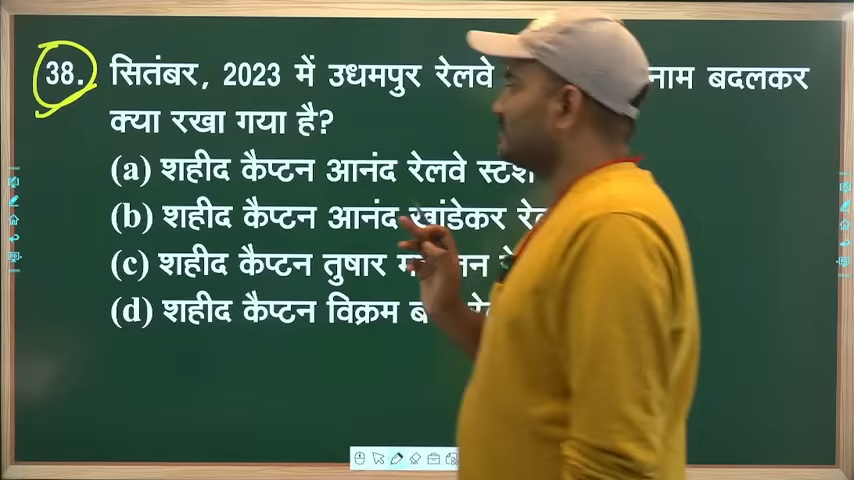 38. सितंबर, 2023 में उधमपुर रेलवे नाम बदलकर
क्या रखा गया है?
(a) शहीद कैप्टन आनंद रेलवे
(b) शहीद कैप्टन आनंद खांडेकर
(c) शहीद कैप्टन तुषार
(d) शहीद कैप्टन विक्रम